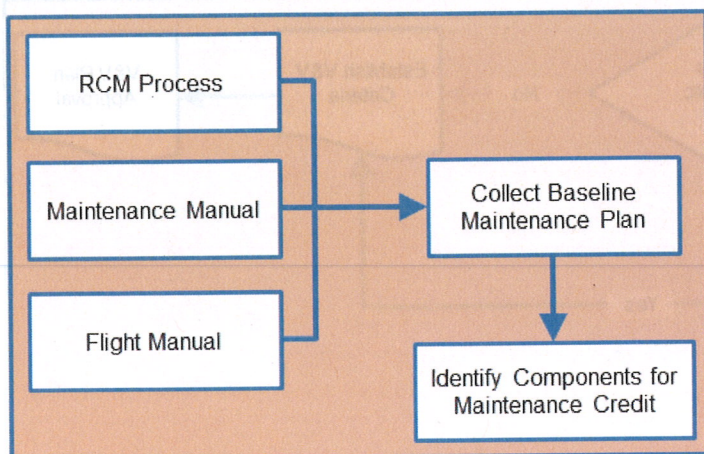 RCM Process
Maintenance Manual
Flight Manual
Collect Baseline
Maintenance Plan
Identify Components for
Maintenance Credit